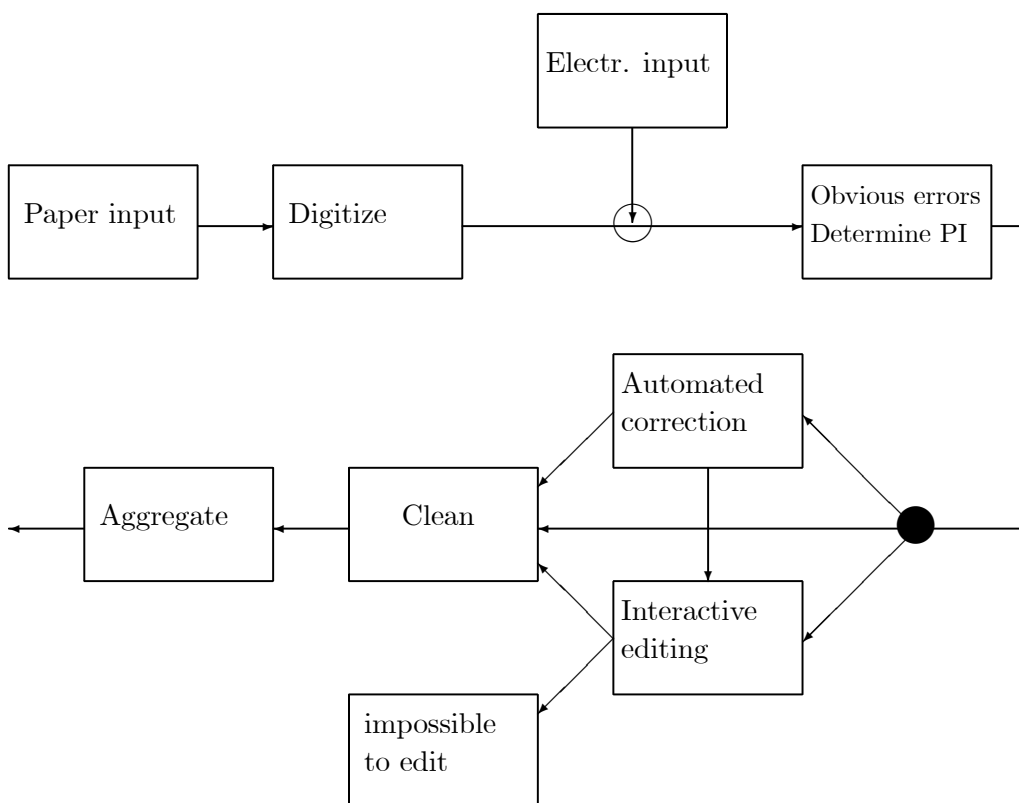 Electr. input
Paper input
Digitize
Obvious errors
Determine PI
Automated
correction
Aggregate
Clean
Interactive
editing
impossible
to edit